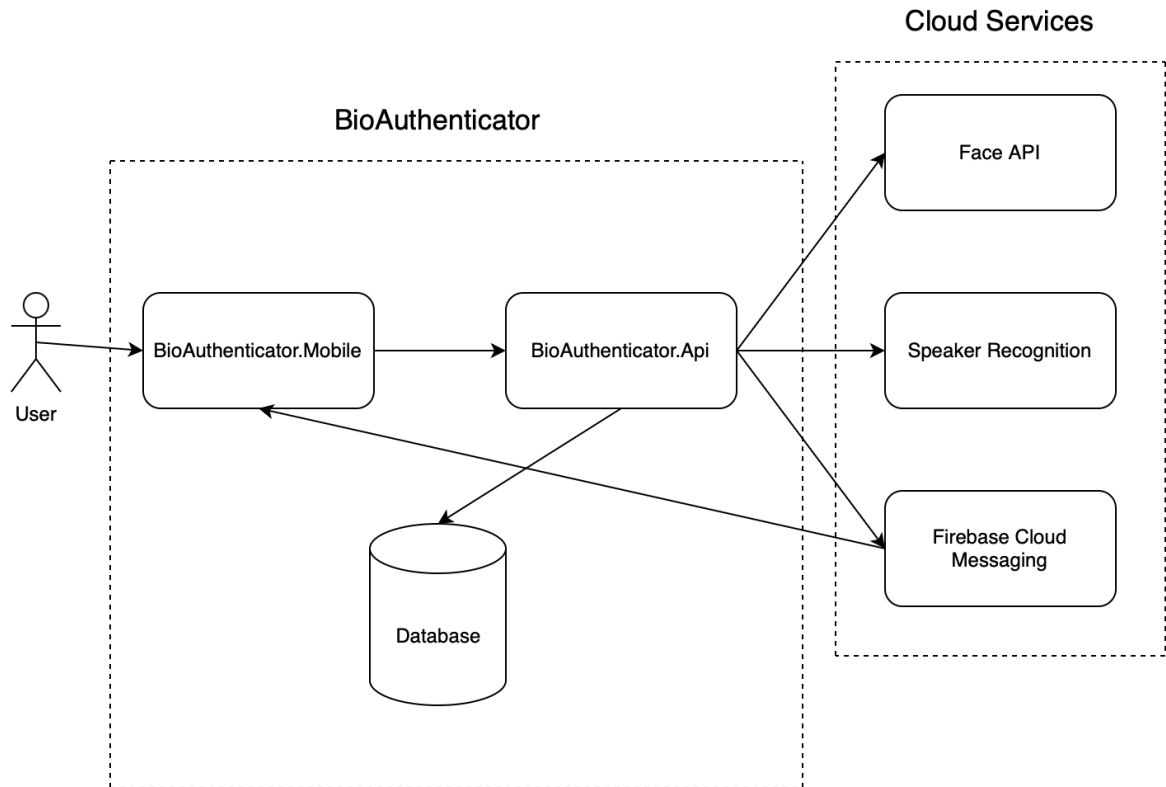 Cloud Services
BioAuthenticator
Face API
User
BioAuthenticator.Mobile
BioAuthenticator.Api
Speaker Recognition
Database
Firebase Cloud
Messaging